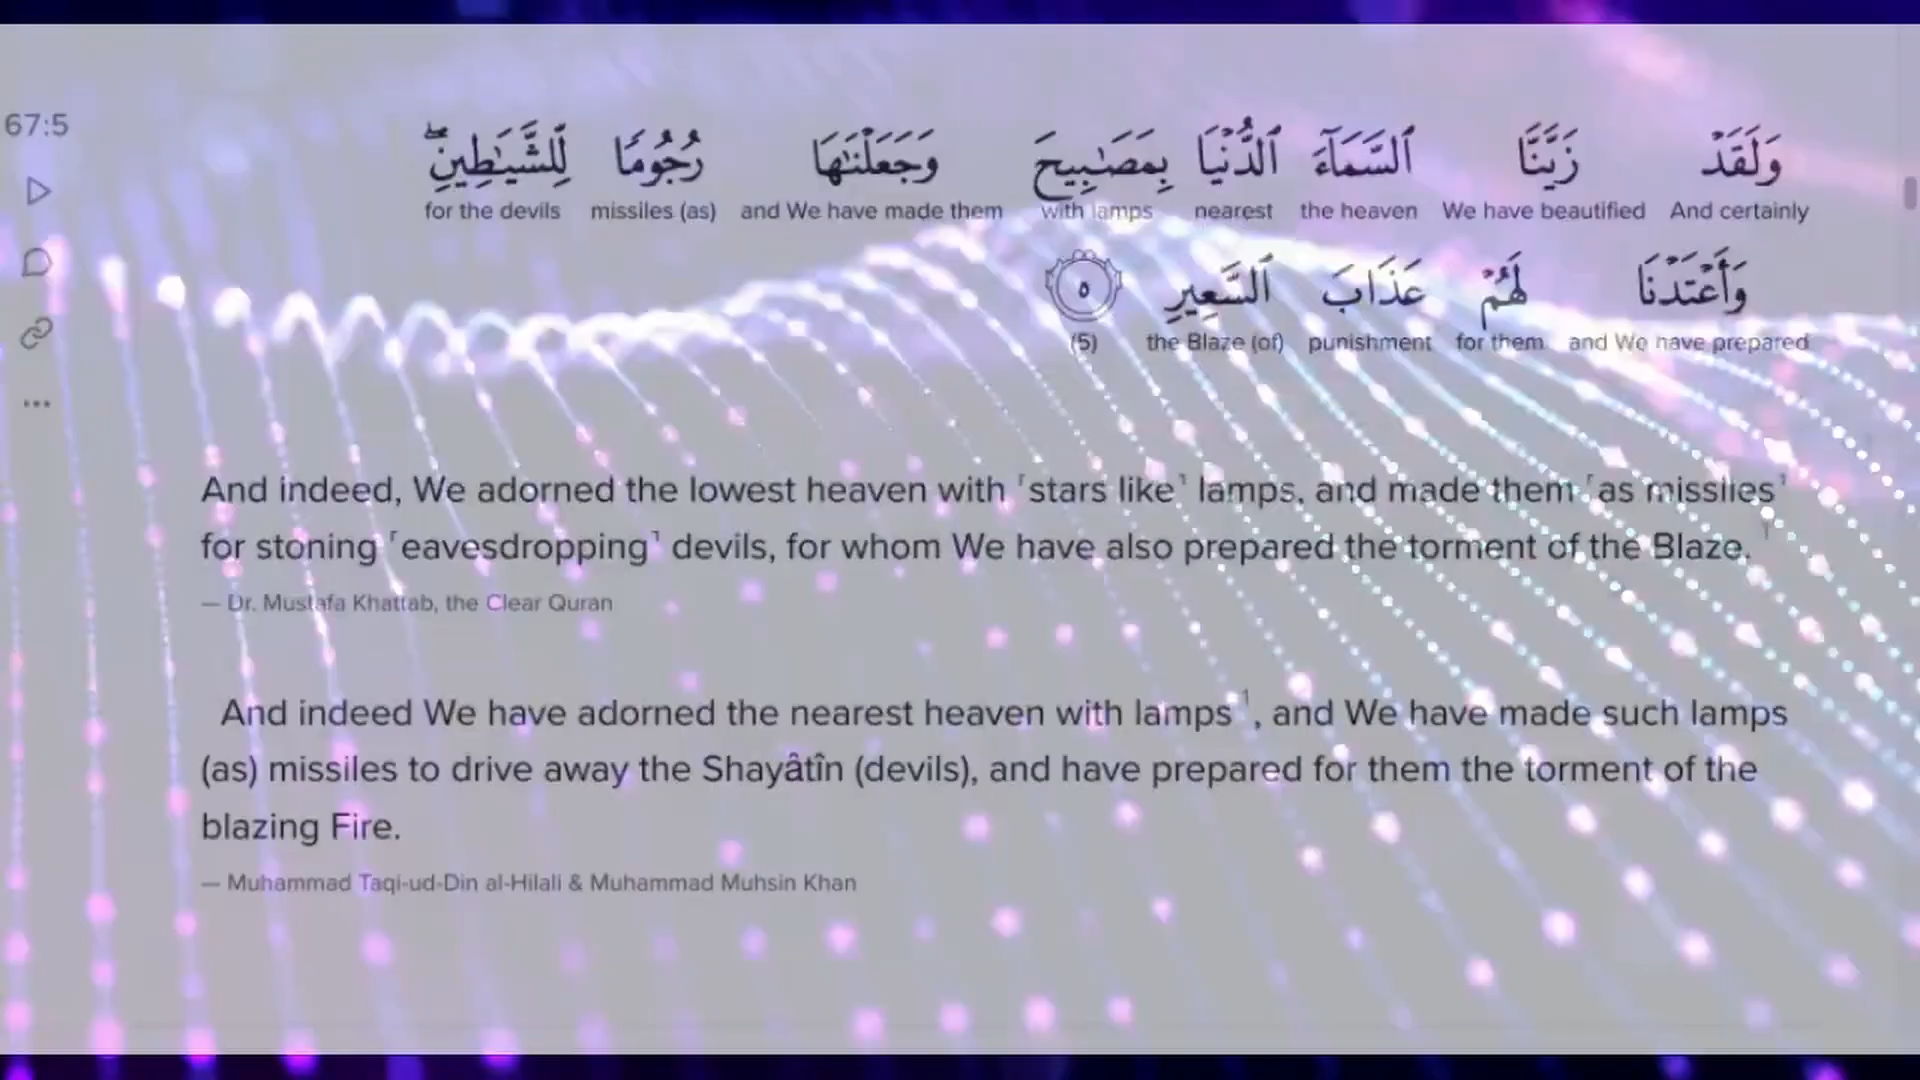 67:5
وَلَقَدْ زَيَّنَّا ٱلسَّمَآءَ ٱلدُّنْيَا بِمَصَـٰبِيحَ وَجَعَلْنَـٰهَا رُجُومًا لِّلشَّيَـٰطِينِ ۖ
for the devils missiles (as) and We have made them with lamps nearest the heaven We have beautified And certainly
وَأَعْتَدْنَا لَهُمْ عَذَابَ ٱلسَّعِيرِ ٥
(5) the Blaze (of) punishment for them and We have prepared
And indeed, We adorned the lowest heaven with ˹stars like˺ lamps, and made them ˹as missiles˺
for stoning ˹eavesdropping˺ devils, for whom We have also prepared the torment of the Blaze. ¹
— Dr. Mustafa Khattab, the Clear Quran
And indeed We have adorned the nearest heaven with lamps ¹, and We have made such lamps
(as) missiles to drive away the Shayâtîn (devils), and have prepared for them the torment of the
blazing Fire.
— Muhammad Taqi-ud-Din al-Hilali & Muhammad Muhsin Khan